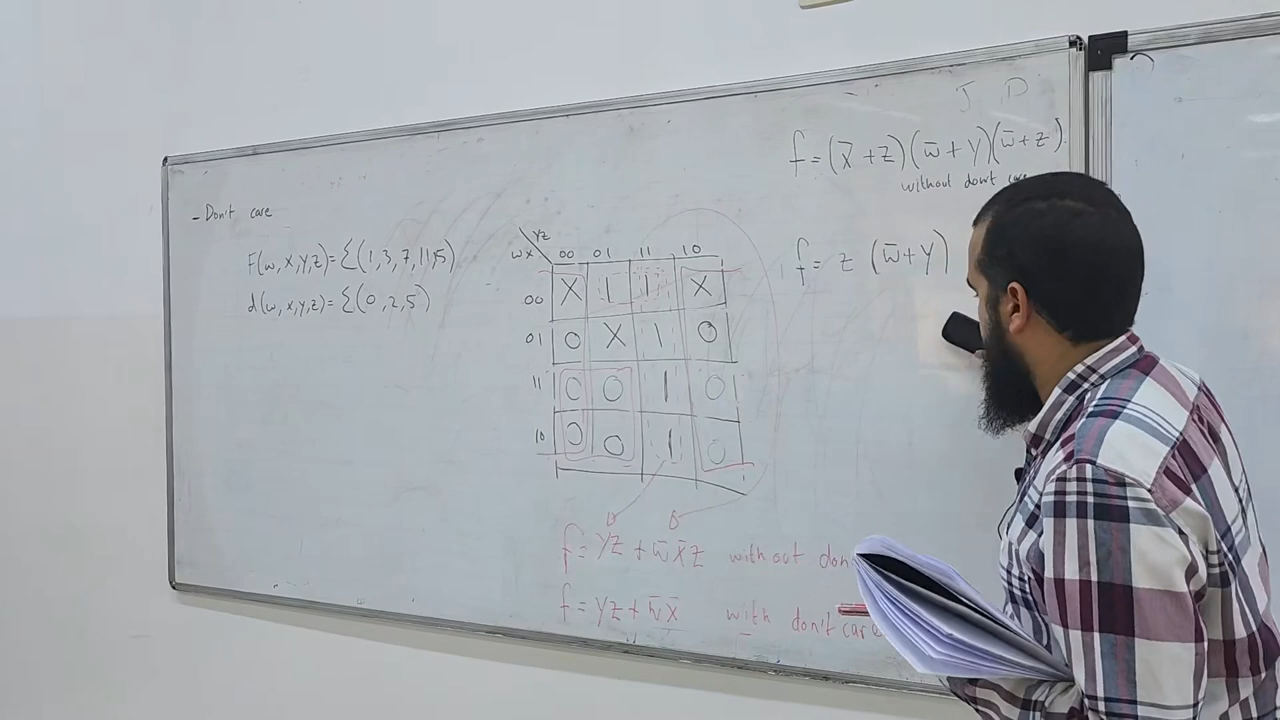 - Don't care
F(w,x,y,z)= Σ(1,3,7,11,15)
d(w,x,y,z)= Σ(0,2,5)
yz
wx 00 01 11 10
00 X 1 1 X
01 0 X 1 0
11 0 0 1 0
10 0 0 1 0
f= yz + w̅ x̅ z without don
f= yz + w̅ x̅ with don't care
J D
f= (x̅+z)(w̅+y)(w̅+z)
without don't
f= z (w̅+y)